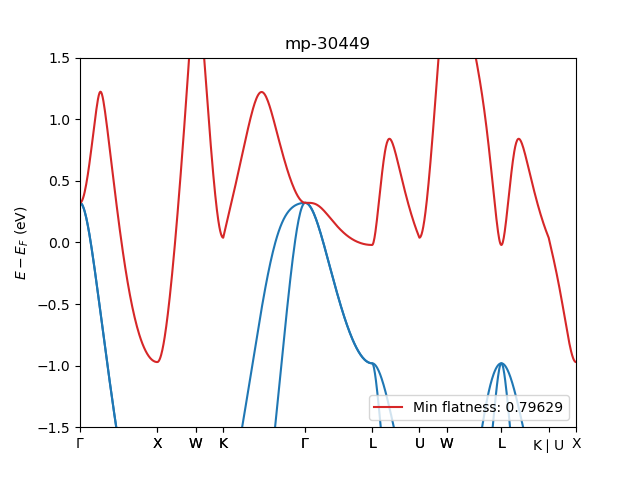 mp-30449
1.5
1.0
0.5
0.0
−0.5
−1.0
−1.5
E − E_F (eV)
Min flatness: 0.79629
Γ X W K Γ L U W L K | U X